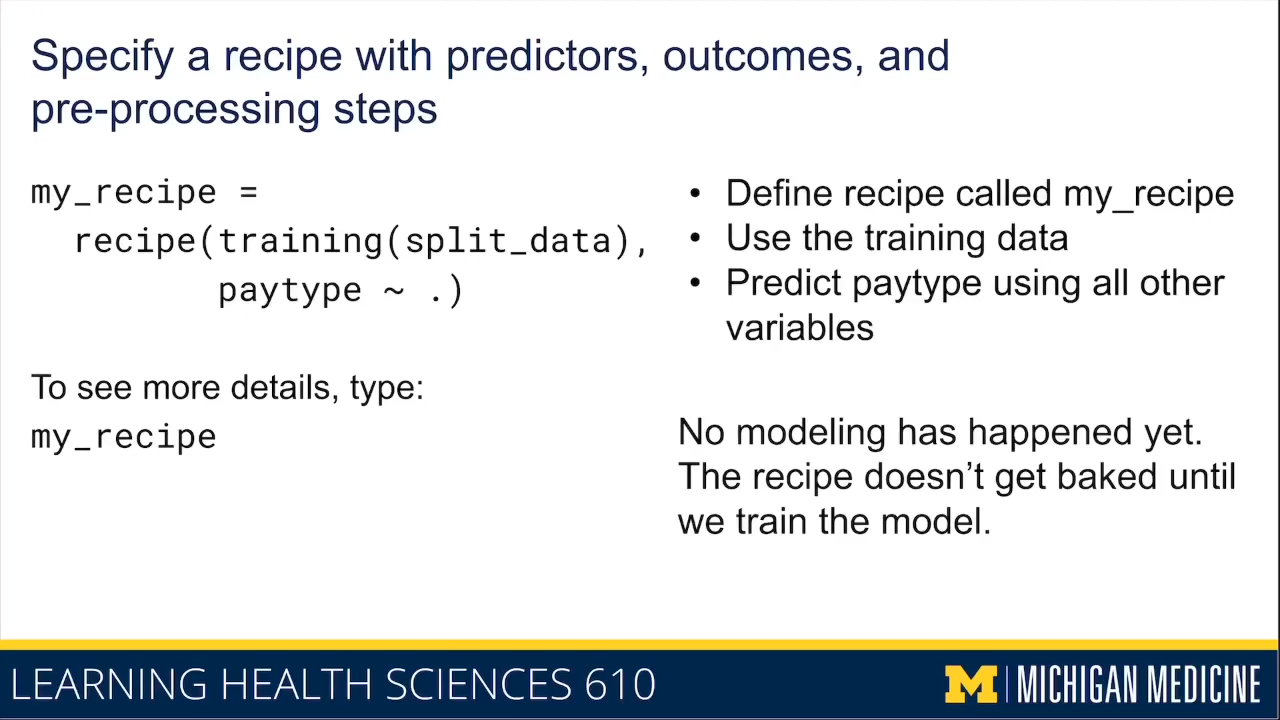 Specify a recipe with predictors, outcomes, and
pre-processing steps
my_recipe =
recipe(training(split_data),
paytype ~ .)
To see more details, type:
my_recipe
• Define recipe called my_recipe
• Use the training data
• Predict paytype using all other
variables
No modeling has happened yet.
The recipe doesn’t get baked until
we train the model.
LEARNING HEALTH SCIENCES 610
M | MICHIGAN MEDICINE